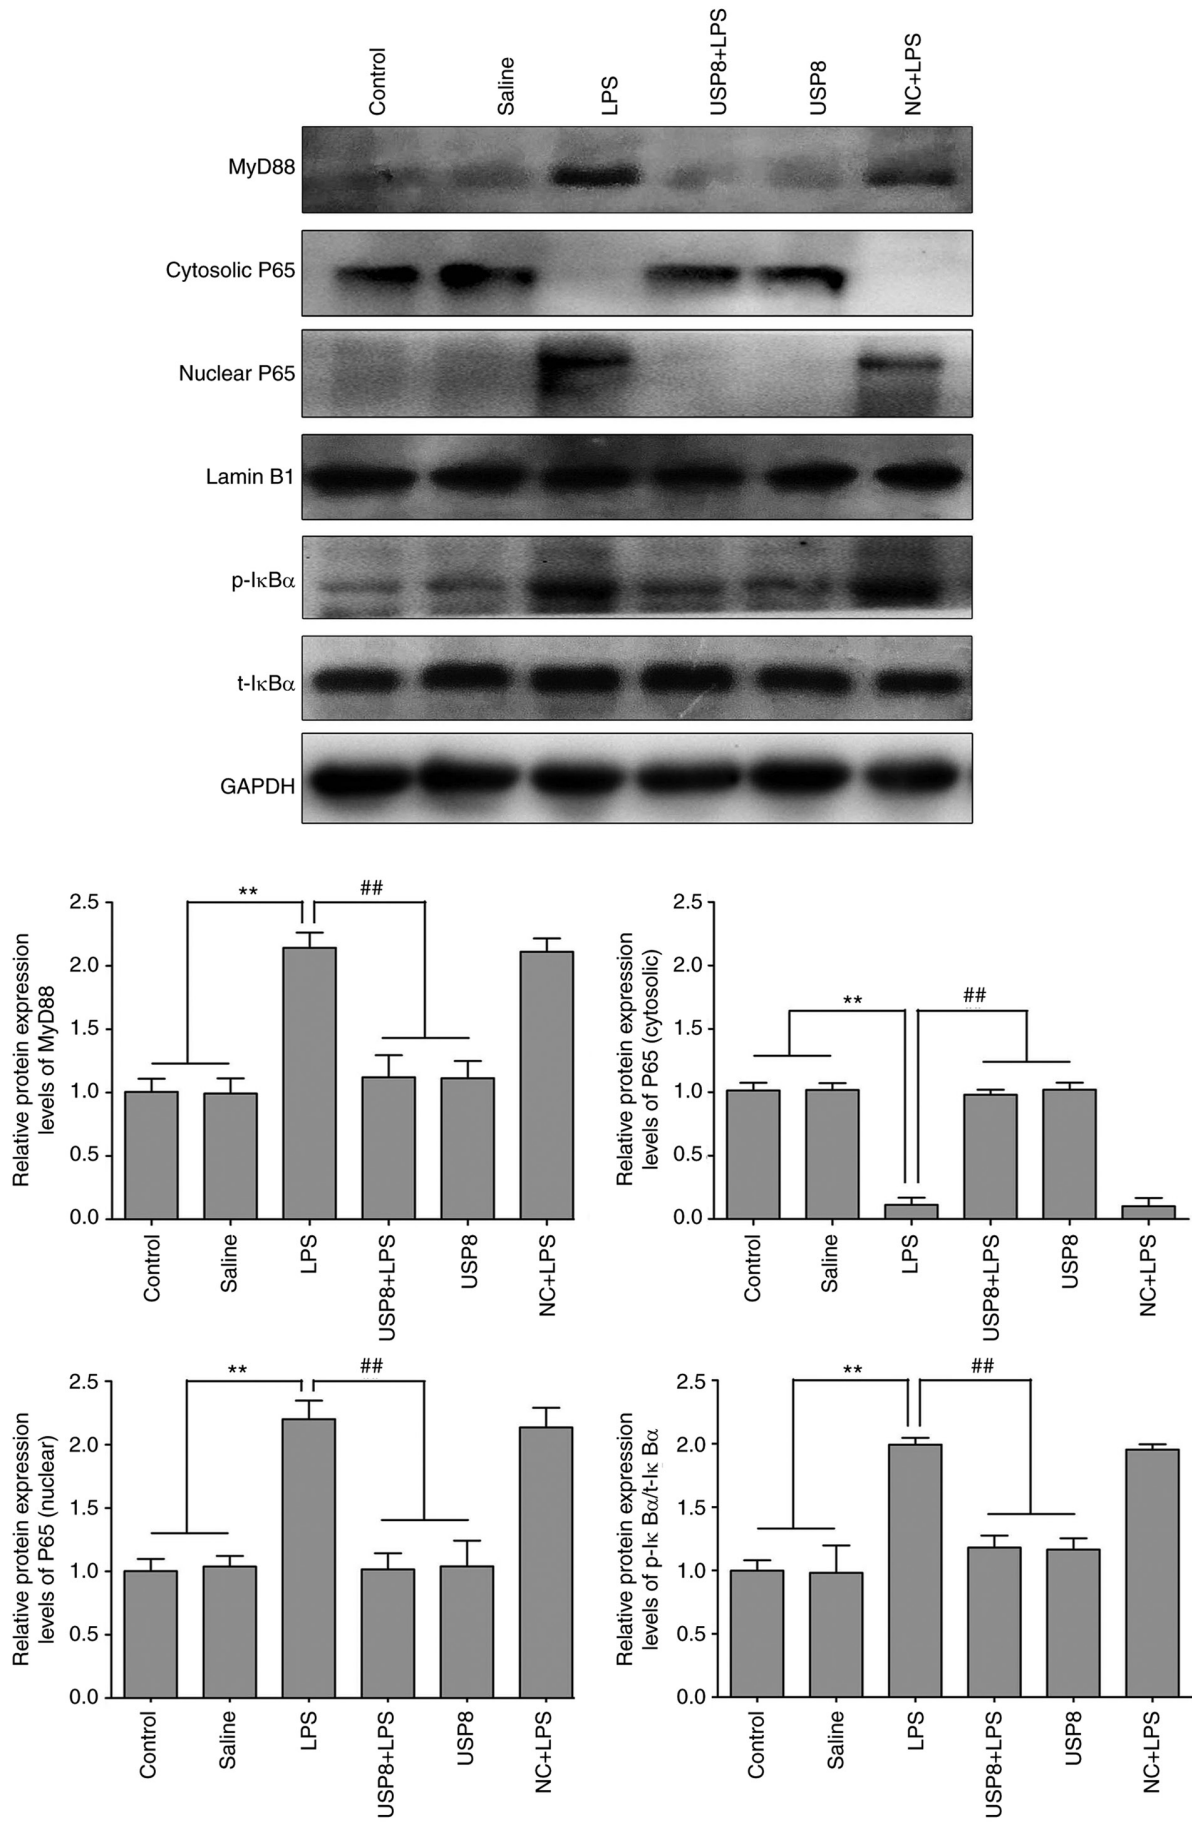 Control
Saline
LPS
USP8+LPS
USP8
NC+LPS
MyD88
Cytosolic P65
Nuclear P65
Lamin B1
p-IκBα
t-IκBα
GAPDH
Relative protein expression
levels of MyD88
2.5
2.0
1.5
1.0
0.5
0.0
**
##
Control
Saline
LPS
USP8+LPS
USP8
NC+LPS
Relative protein expression
levels of P65 (cytosolic)
2.5
2.0
1.5
1.0
0.5
0.0
**
##
Control
Saline
LPS
USP8+LPS
USP8
NC+LPS
Relative protein expression
levels of P65 (nuclear)
2.5
2.0
1.5
1.0
0.5
0.0
**
##
Control
Saline
LPS
USP8+LPS
USP8
NC+LPS
Relative protein expression
levels of p-Iκ Bα/t-Iκ Bα
2.5
2.0
1.5
1.0
0.5
0.0
**
##
Control
Saline
LPS
USP8+LPS
USP8
NC+LPS